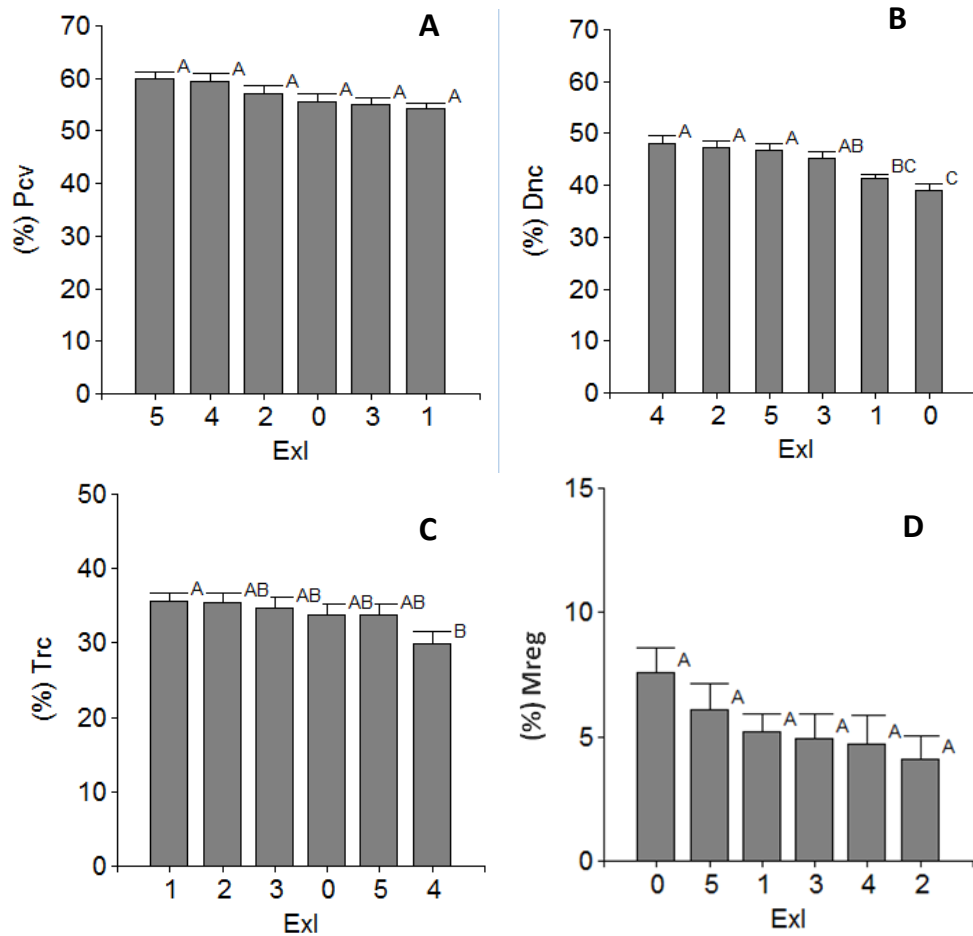 A
70
60
50
40
30
20
10
0
(%) Pcv
A A A A A A
5 4 2 0 3 1
Exl
B
70
60
50
40
30
20
10
0
(%) Dnc
A A A AB BC C
4 2 5 3 1 0
Exl
C
50
40
30
20
10
0
(%) Trc
A AB AB AB AB B
1 2 3 0 5 4
Exl
D
15
10
5
0
(%) Mreg
A A A A A A
0 5 1 3 4 2
Exl